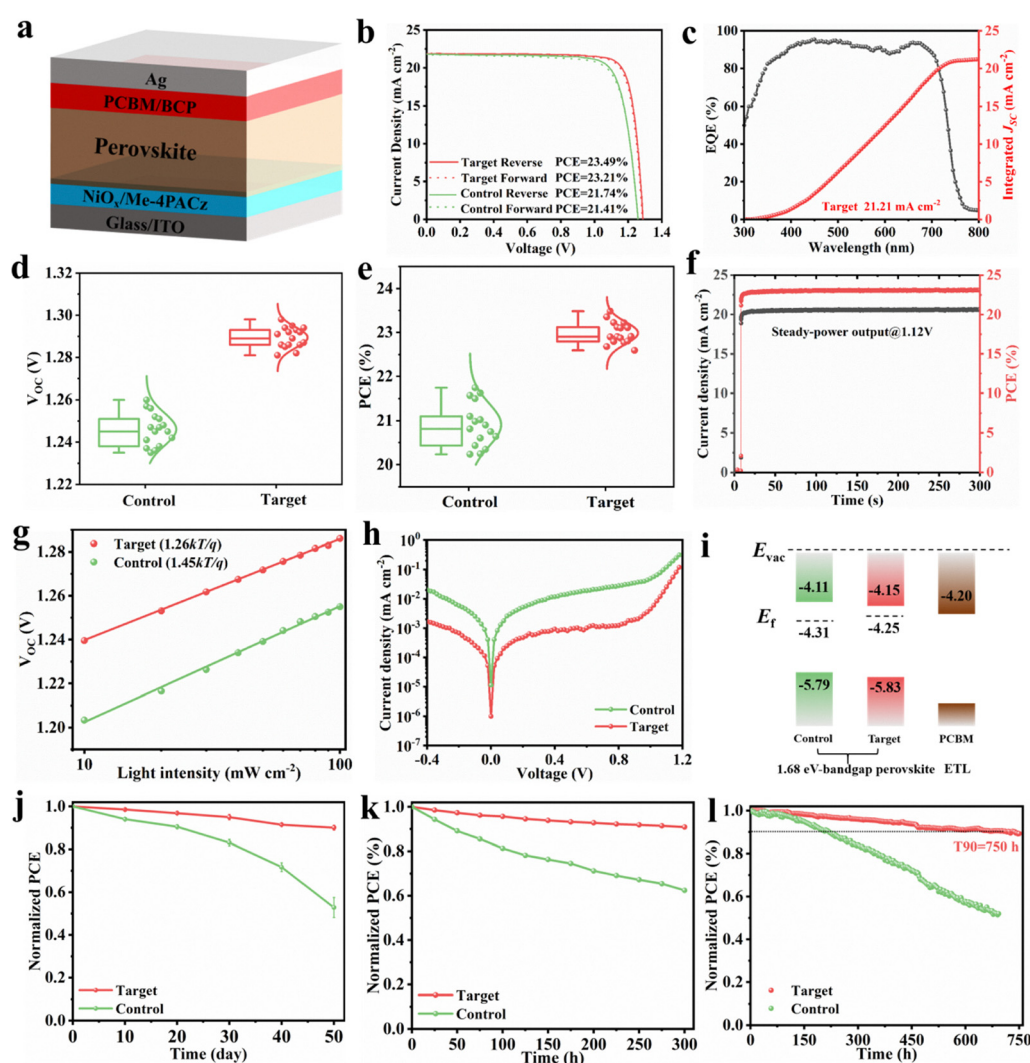 a
Ag
PCBM/BCP
Perovskite
NiOx/Me-4PACz
Glass/ITO
b
Current Density (mA cm-2)
25
20
15
10
5
0
Target Reverse PCE=23.49%
Target Forward PCE=23.21%
Control Reverse PCE=21.74%
Control Forward PCE=21.41%
0.0 0.2 0.4 0.6 0.8 1.0 1.2 1.4
Voltage (V)
c
EQE (%)
100
80
60
40
20
0
Target 21.21 mA cm-2
25
20
15
10
5
0
Integrated JSC (mA cm-2)
300 400 500 600 700 800
Wavelength (nm)
d
VOC (V)
1.32
1.30
1.28
1.26
1.24
1.22
Control Target
e
PCE (%)
24
23
22
21
20
Control Target
f
Current density (mA cm-2)
25
20
15
10
5
0
Steady-power output@1.12V
25
20
15
10
5
0
PCE (%)
0 50 100 150 200 250 300
Time (s)
g
VOC (V)
1.28
1.26
1.24
1.22
1.20
Target (1.26kT/q)
Control (1.45kT/q)
10 100
Light intensity (mW cm-2)
h
Current density (mA cm-2)
100
10-1
10-2
10-3
10-4
10-5
10-6
10-7
Control
Target
-0.4 0.0 0.4 0.8 1.2
Voltage (V)
i
Evac
-4.11 -4.15 -4.20
Ef
-4.31 -4.25
-5.79 -5.83
Control Target PCBM
1.68 eV-bandgap perovskite ETL
j
Normalized PCE
1.0
0.8
0.6
0.4
0.2
0.0
Target
Control
0 10 20 30 40 50
Time (day)
k
Normalized PCE (%)
1.0
0.8
0.6
0.4
0.2
0.0
Target
Control
0 50 100 150 200 250 300
Time (h)
l
Normalized PCE (%)
1.0
0.8
0.6
0.4
0.2
0.0
T90=750 h
Target
Control
0 150 300 450 600 750
Time (h)